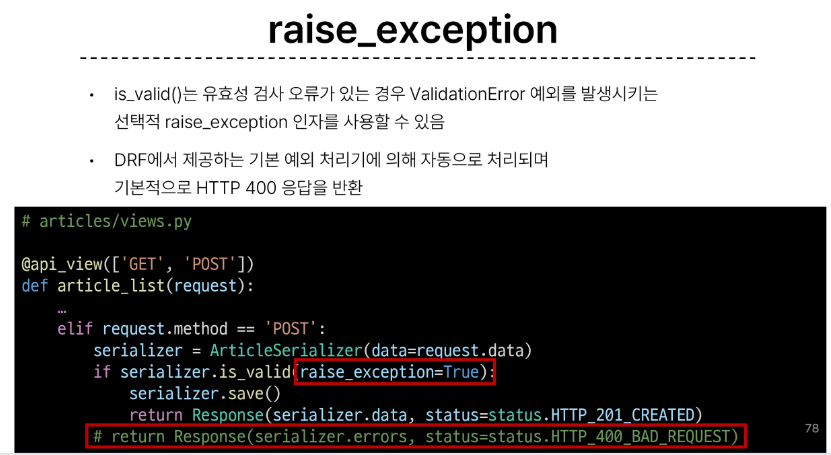 raise_exception
• is_valid()는 유효성 검사 오류가 있는 경우 ValidationError 예외를 발생시키는
선택적 raise_exception 인자를 사용할 수 있음
• DRF에서 제공하는 기본 예외 처리기에 의해 자동으로 처리되며
기본적으로 HTTP 400 응답을 반환
# articles/views.py
@api_view(['GET', 'POST'])
def article_list(request):
…
elif request.method == 'POST':
serializer = ArticleSerializer(data=request.data)
if serializer.is_valid(raise_exception=True):
serializer.save()
return Response(serializer.data, status=status.HTTP_201_CREATED)
# return Response(serializer.errors, status=status.HTTP_400_BAD_REQUEST)
78